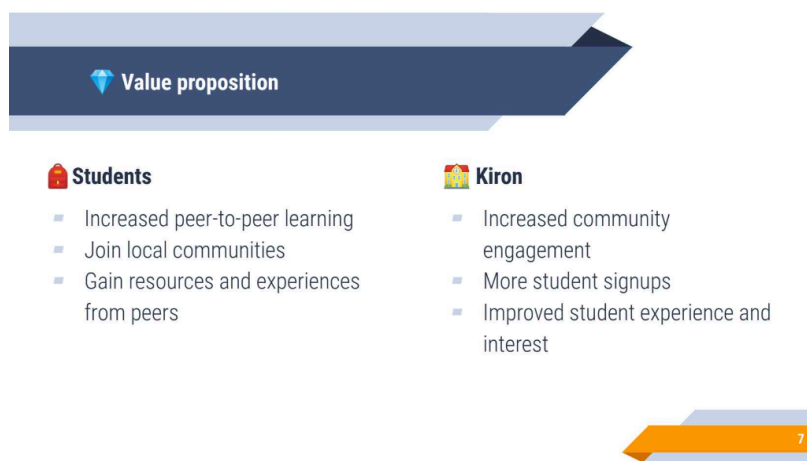 Value proposition
Students
Increased peer-to-peer learning
Join local communities
Gain resources and experiences
from peers
Kiron
Increased community
engagement
More student signups
Improved student experience and
interest
7